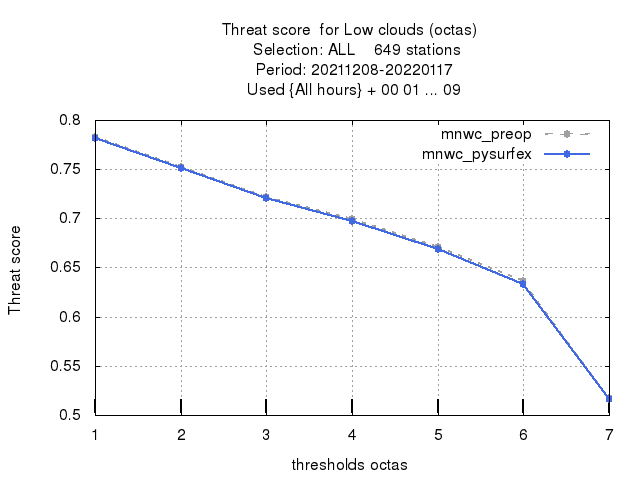 Threat score  for Low clouds (octas)
Selection: ALL    649 stations
Period: 20211208-20220117
Used {All hours} + 00 01 ... 09
mnwc_preop
mnwc_pysurfex
0.8
0.75
0.7
0.65
0.6
0.55
0.5
Threat score
1 2 3 4 5 6 7
thresholds octas